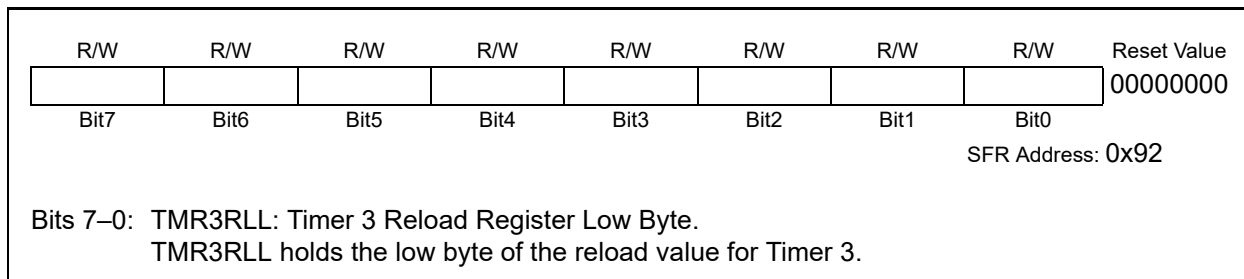 R/W R/W R/W R/W R/W R/W R/W R/W Reset Value
00000000
Bit7 Bit6 Bit5 Bit4 Bit3 Bit2 Bit1 Bit0
SFR Address: 0x92
Bits 7–0: TMR3RLL: Timer 3 Reload Register Low Byte.
TMR3RLL holds the low byte of the reload value for Timer 3.